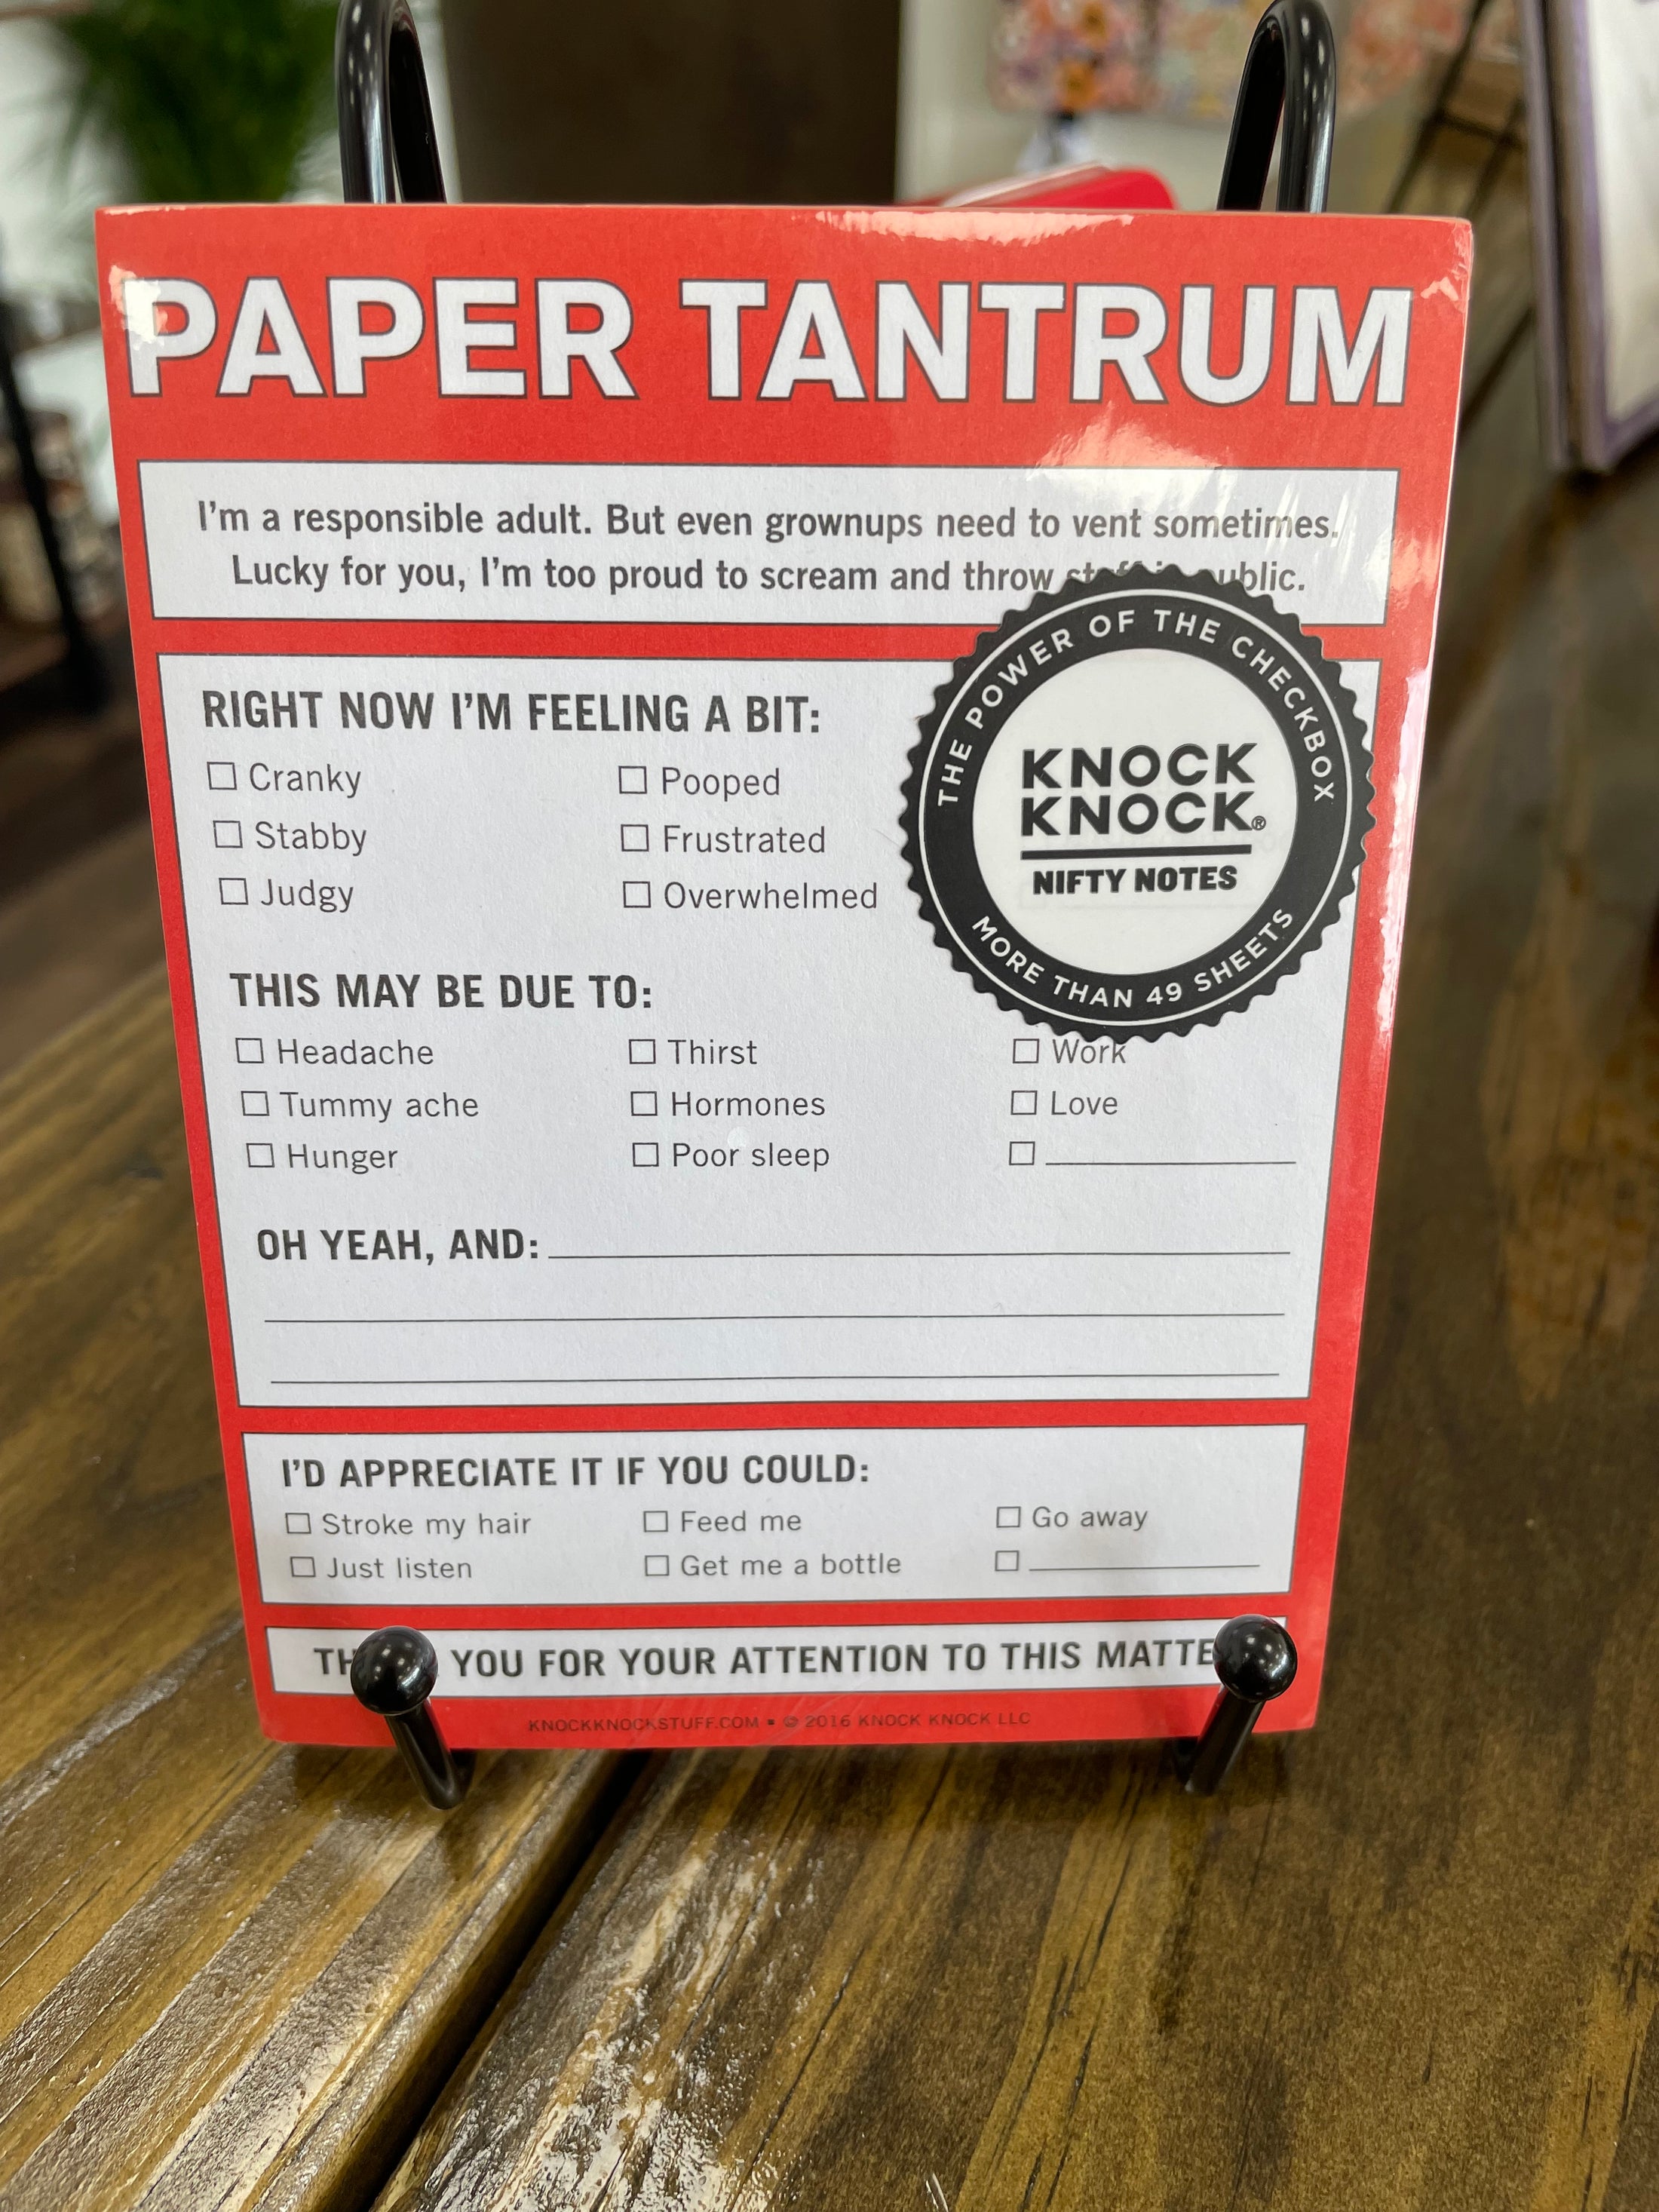 PAPER TANTRUM
I'm a responsible adult. But even grownups need to vent sometimes.
Lucky for you, I'm too proud to scream and throw
THE POWER OF THE CHECKBOX
KNOCK
KNOCK®
NIFTY NOTES
MORE THAN 49 SHEETS
RIGHT NOW I'M FEELING A BIT:
☐ Cranky ☐ Pooped
☐ Stabby ☐ Frustrated
☐ Judgy ☐ Overwhelmed
THIS MAY BE DUE TO:
☐ Headache ☐ Thirst ☐ Work
☐ Tummy ache ☐ Hormones ☐ Love
☐ Hunger ☐ Poor sleep ☐
OH YEAH, AND:
I'D APPRECIATE IT IF YOU COULD:
☐ Stroke my hair ☐ Feed me ☐ Go away
☐ Just listen ☐ Get me a bottle ☐
YOU FOR YOUR ATTENTION TO THIS
KNOCKKNOCKSTUFF.COM ▪ © 2016 KNOCK KNOCK LLC